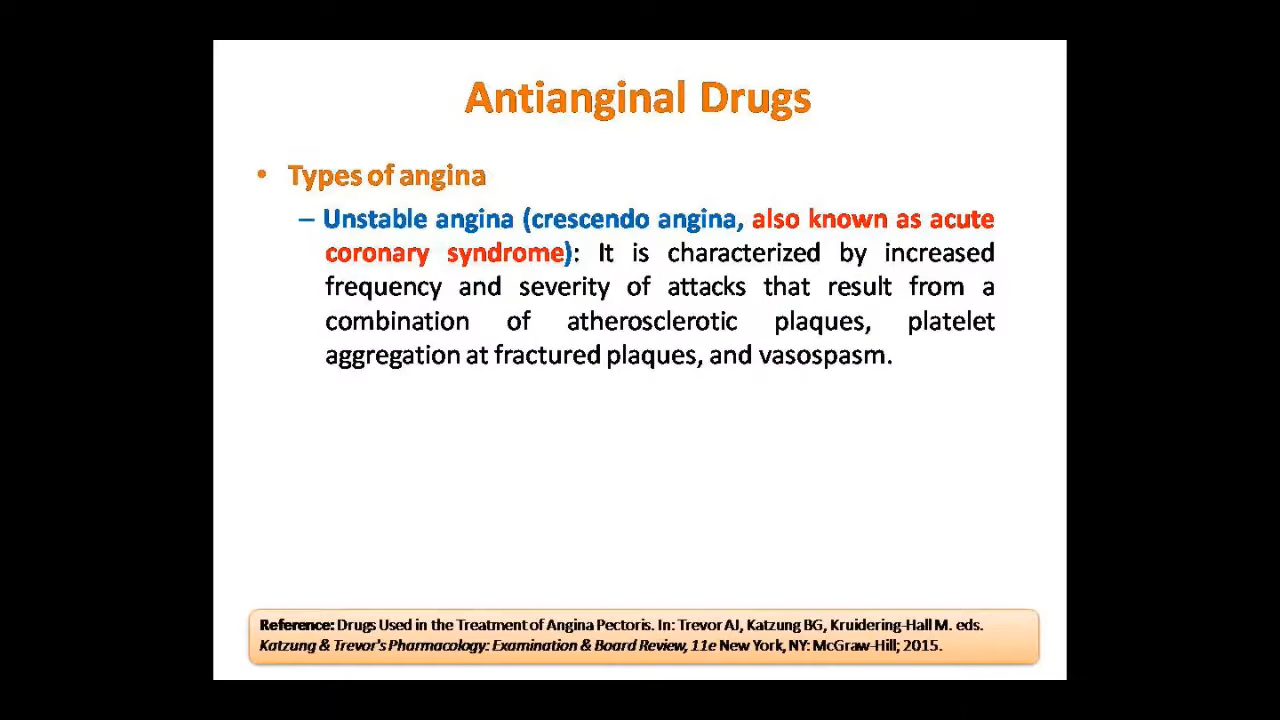 Antianginal Drugs
• Types of angina
– Unstable angina (crescendo angina, also known as acute
coronary syndrome): It is characterized by increased
frequency and severity of attacks that result from a
combination of atherosclerotic plaques, platelet
aggregation at fractured plaques, and vasospasm.
Reference: Drugs Used in the Treatment of Angina Pectoris. In: Trevor AJ, Katzung BG, Kruidering-Hall M. eds.
Katzung & Trevor's Pharmacology: Examination & Board Review, 11e New York, NY: McGraw-Hill; 2015.